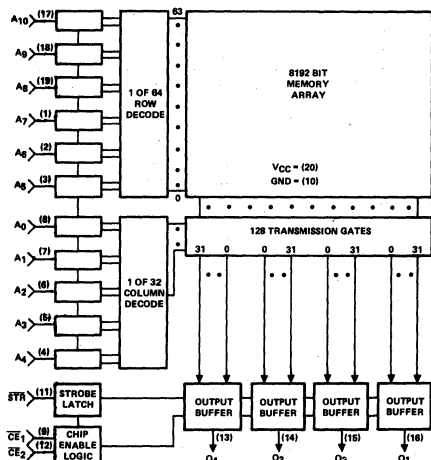 A10 (17)
A9 (18)
A8 (19)
A7 (1)
A6 (2)
A5 (3)
1 OF 64
ROW
DECODE
63
0
8192 BIT
MEMORY
ARRAY
VCC = (20)
GND = (10)
A0 (8)
A1 (7)
A2 (6)
A3 (5)
A4 (4)
1 OF 32
COLUMN
DECODE
128 TRANSMISSION GATES
31 0 0 31 31 0 0 31
STR (11)
STROBE
LATCH
CE1 (9)
CE2 (12)
CHIP
ENABLE
LOGIC
OUTPUT
BUFFER
OUTPUT
BUFFER
OUTPUT
BUFFER
OUTPUT
BUFFER
(13) (14) (15) (16)